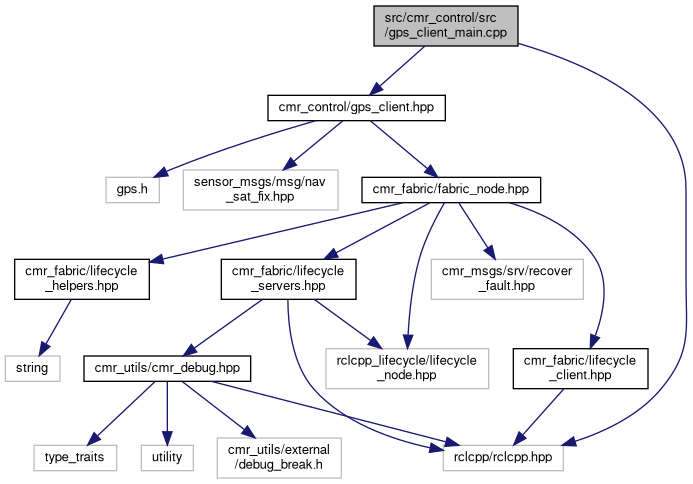 src/cmr_control/src
/gps_client_main.cpp
cmr_control/gps_client.hpp
gps.h
sensor_msgs/msg/nav
_sat_fix.hpp
cmr_fabric/fabric_node.hpp
cmr_fabric/lifecycle
_helpers.hpp
cmr_fabric/lifecycle
_servers.hpp
cmr_msgs/srv/recover
_fault.hpp
string
cmr_utils/cmr_debug.hpp
rclcpp_lifecycle/lifecycle
_node.hpp
cmr_fabric/lifecycle
_client.hpp
type_traits
utility
cmr_utils/external
/debug_break.h
rclcpp/rclcpp.hpp